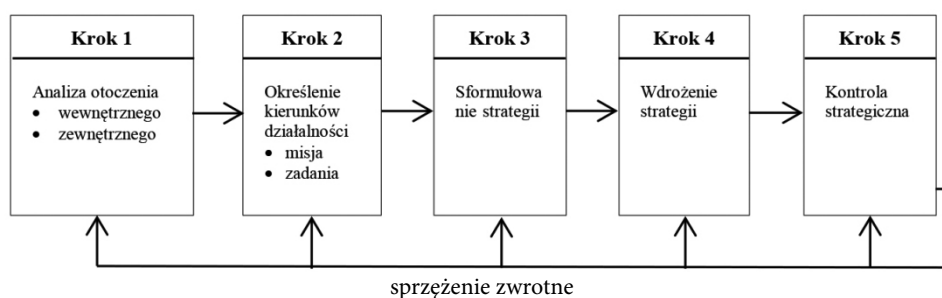 Krok 1
Analiza otoczenia
• wewnętrznego
• zewnętrznego
Krok 2
Określenie
kierunków
działalności
• misja
• zadania
Krok 3
Sformułowa
nie strategii
Krok 4
Wdrożenie
strategii
Krok 5
Kontrola
strategiczna
sprzężenie zwrotne